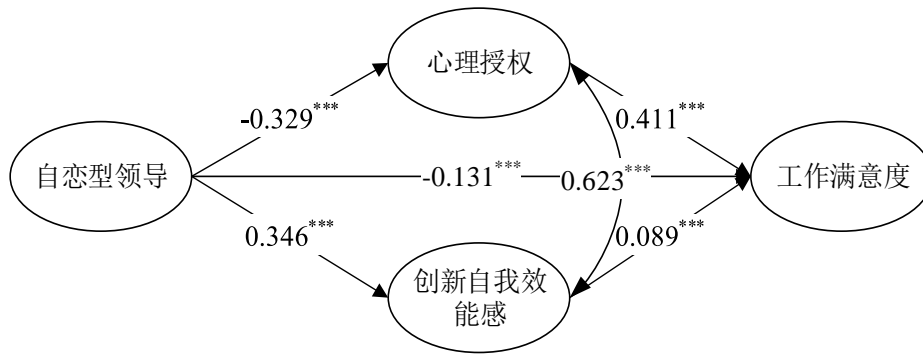 心理授权
-0.329***
0.411***
自恋型领导
-0.131***
0.623***
工作满意度
0.346***
0.089***
创新自我效
能感